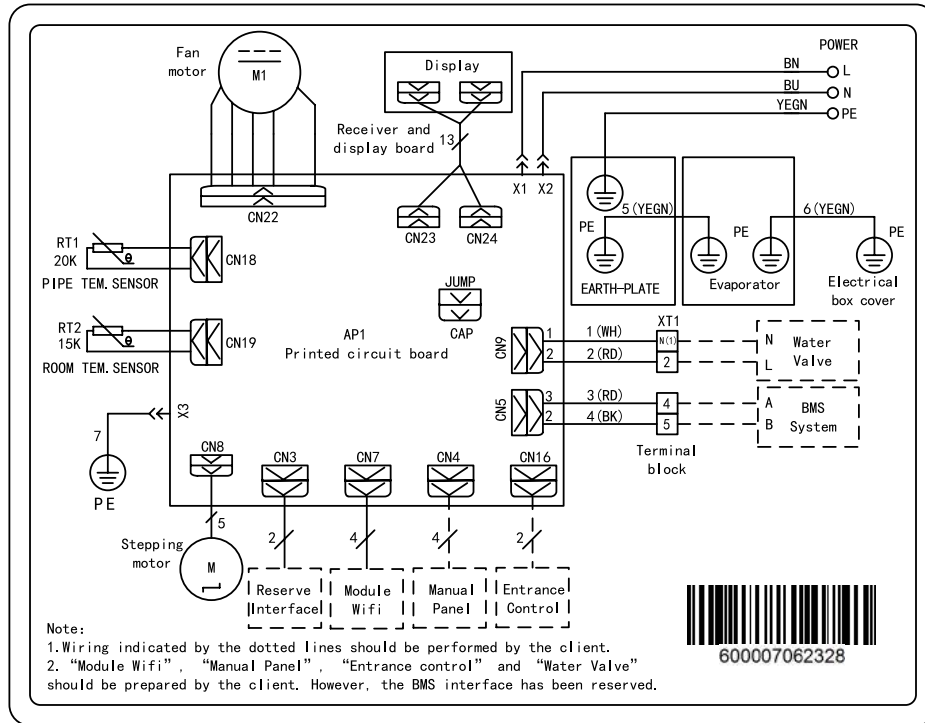 POWER
Fan
motor
M1
Display
BN
L
BU
N
YEGN
PE
Receiver and
display board
13
X1 X2
CN22
CN23
CN24
PE
5(YEGN)
PE
6(YEGN)
PE
EARTH-PLATE
Evaporator
Electrical
box cover
RT1
20K
θ
CN18
PIPE TEM. SENSOR
JUMP
CAP
RT2
15K
θ
CN19
ROOM TEM. SENSOR
AP1
Printed circuit board
CN9
1
1(WH)
2
2(RD)
XT1
N(1)
2
N
L
Water
Valve
CN5
3
3(RD)
2
4(BK)
4
5
A
B
BMS
System
Terminal
block
X3
7
PE
CN8
CN3
CN7
CN4
CN16
5
2
4
4
2
Stepping
motor
M
Reserve
Interface
Module
Wifi
Manual
Panel
Entrance
Control
Note:
1.Wiring indicated by the dotted lines should be performed by the client.
2. “Module Wifi”, “Manual Panel”, “Entrance control” and “Water Valve”
should be prepared by the client. However, the BMS interface has been reserved.
600007062328